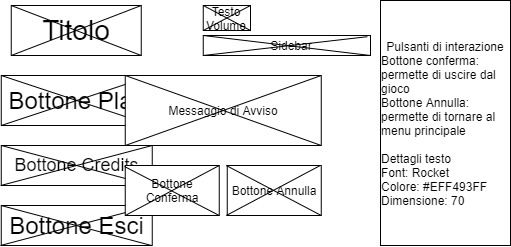 Titolo
Testo
Volume
Sidebar
Bottone Pla
Messaggio di Avviso
Bottone Credits
Bottone
Conferma
Bottone Annulla
Bottone Esci
Pulsanti di interazione
Bottone conferma:
permette di uscire dal
gioco
Bottone Annulla:
permette di tornare al
menu principale
Dettagli testo
Font: Rocket
Colore: #EFF493FF
Dimensione: 70